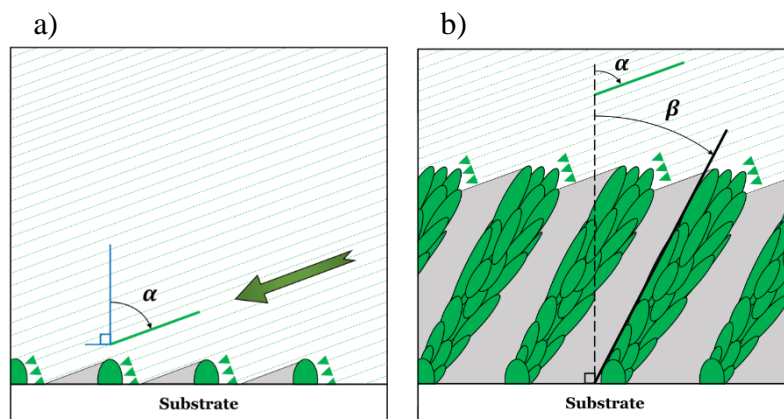 a)
b)
α
α
β
Substrate
Substrate